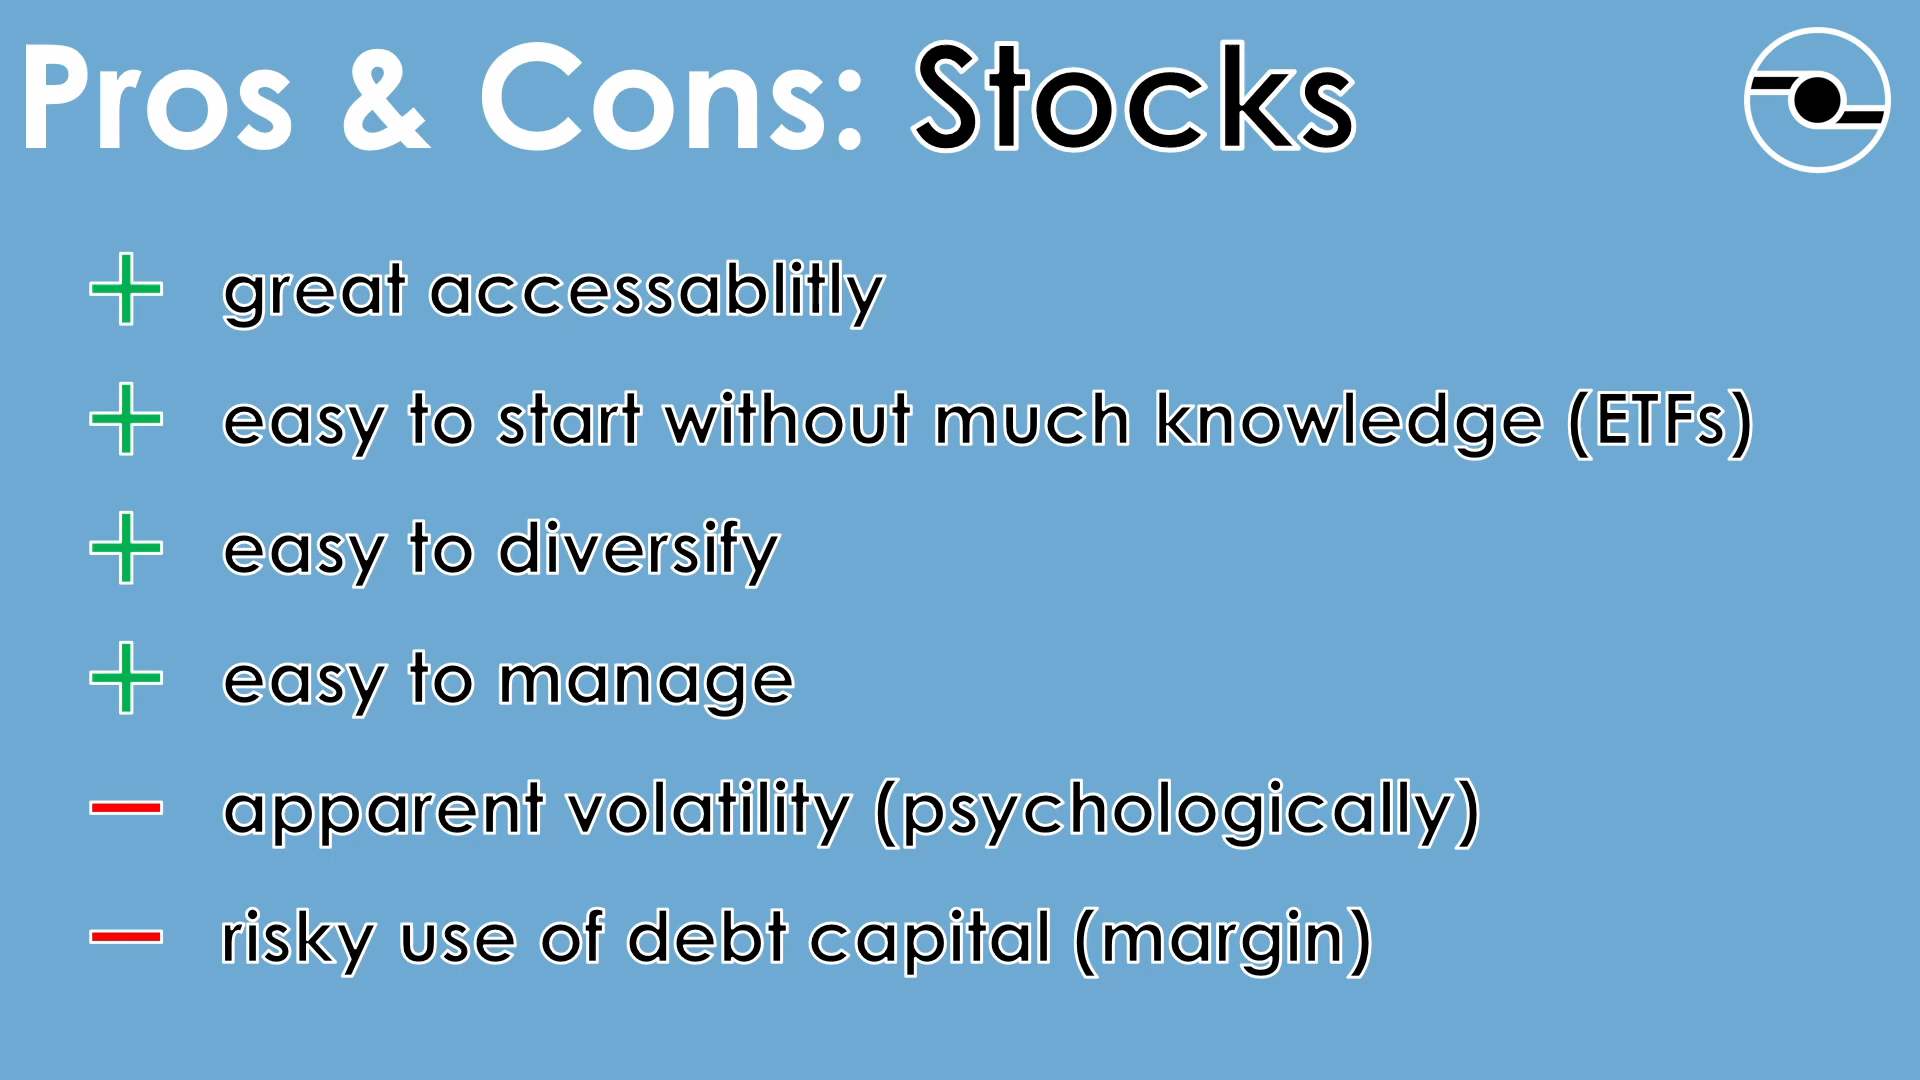 Pros & Cons: Stocks
+ great accessablitly
+ easy to start without much knowledge (ETFs)
+ easy to diversify
+ easy to manage
− apparent volatility (psychologically)
− risky use of debt capital (margin)